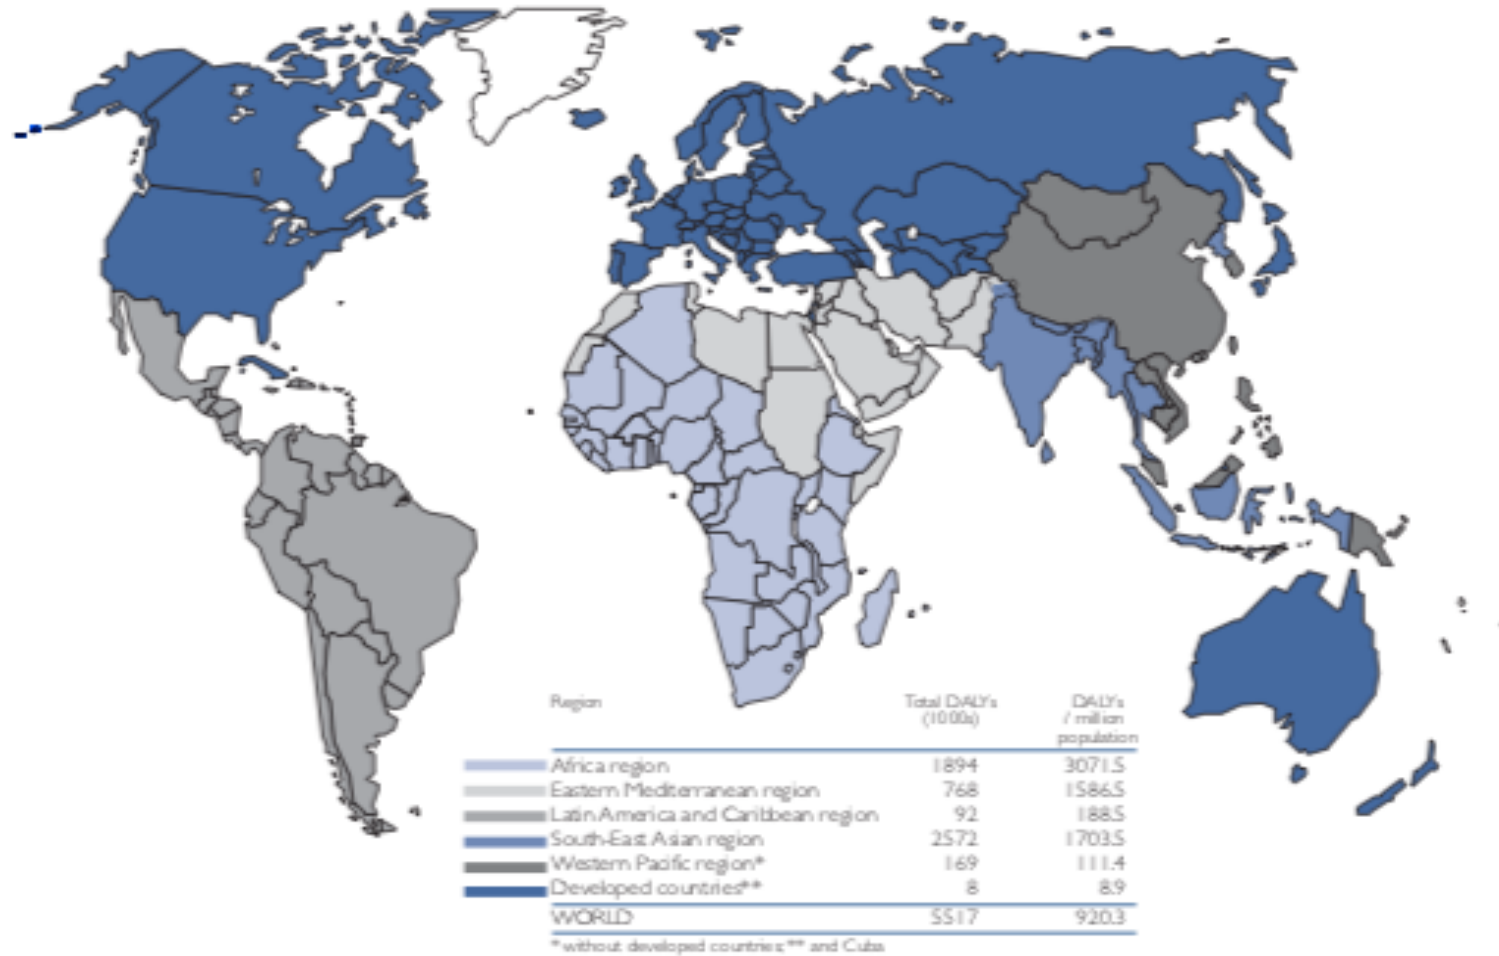 Region Total DALYs DALYs
(1000s) / million
population
Africa region 1894 3071.5
Eastern Mediterranean region 768 1586.5
Latin America and Caribbean region 92 188.5
South-East Asian region 2572 1703.5
Western Pacific region* 169 111.4
Developed countries** 8 8.9
WORLD 5517 920.3
* without developed countries; ** and Cuba